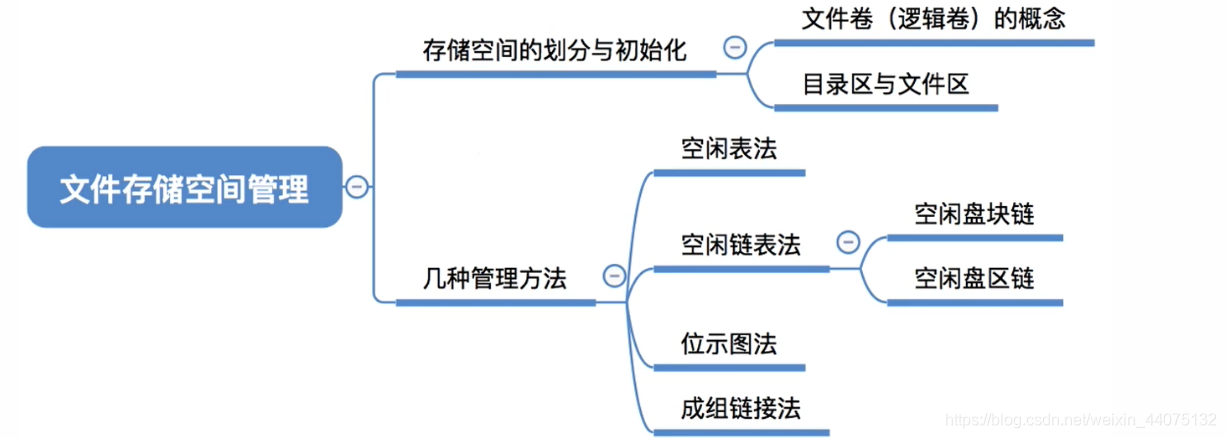 文件存储空间管理
存储空间的划分与初始化
文件卷（逻辑卷）的概念
目录区与文件区
几种管理方法
空闲表法
空闲链表法
空闲盘块链
空闲盘区链
位示图法
成组链接法
https://blog.csdn.net/weixin_44075132